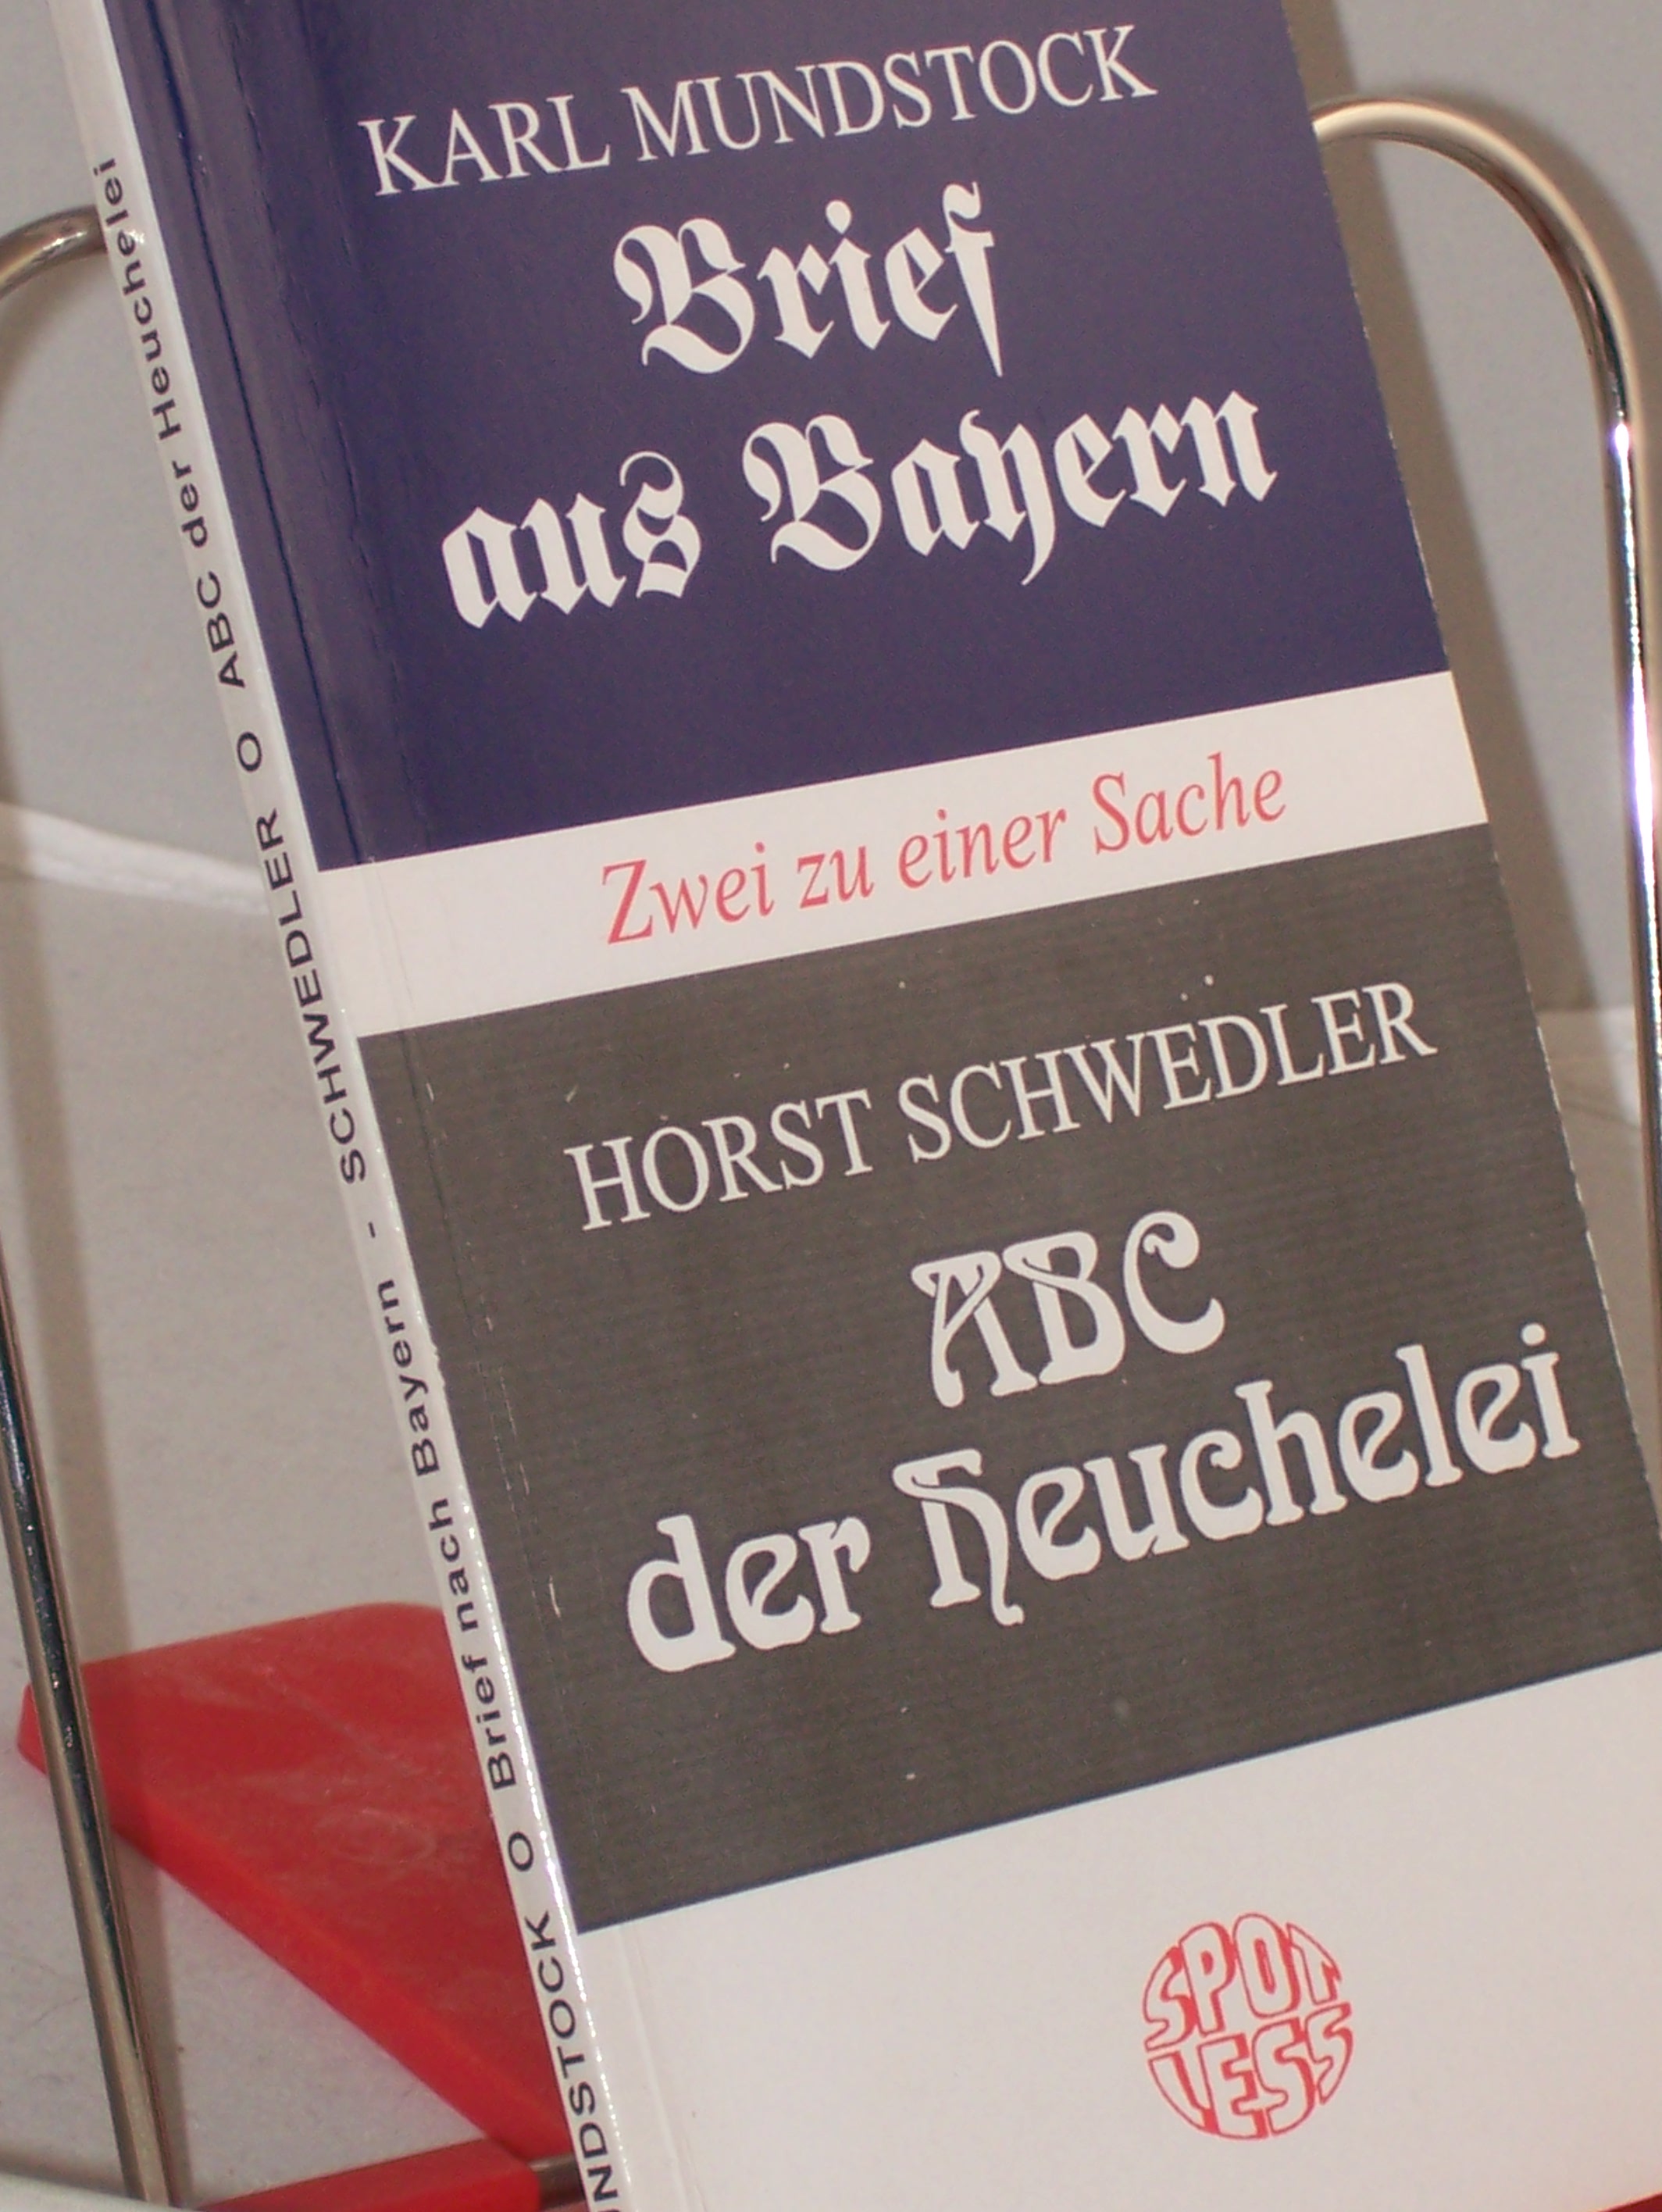 KARL MUNDSTOCK
Brief
aus Bayern
Zwei zu einer Sache
HORST SCHWEDLER
ABC
der Heuchelei
SPOT
LESS
MUNDSTOCK O Brief nach Bayern - SCHWEDLER O ABC der Heuchelei